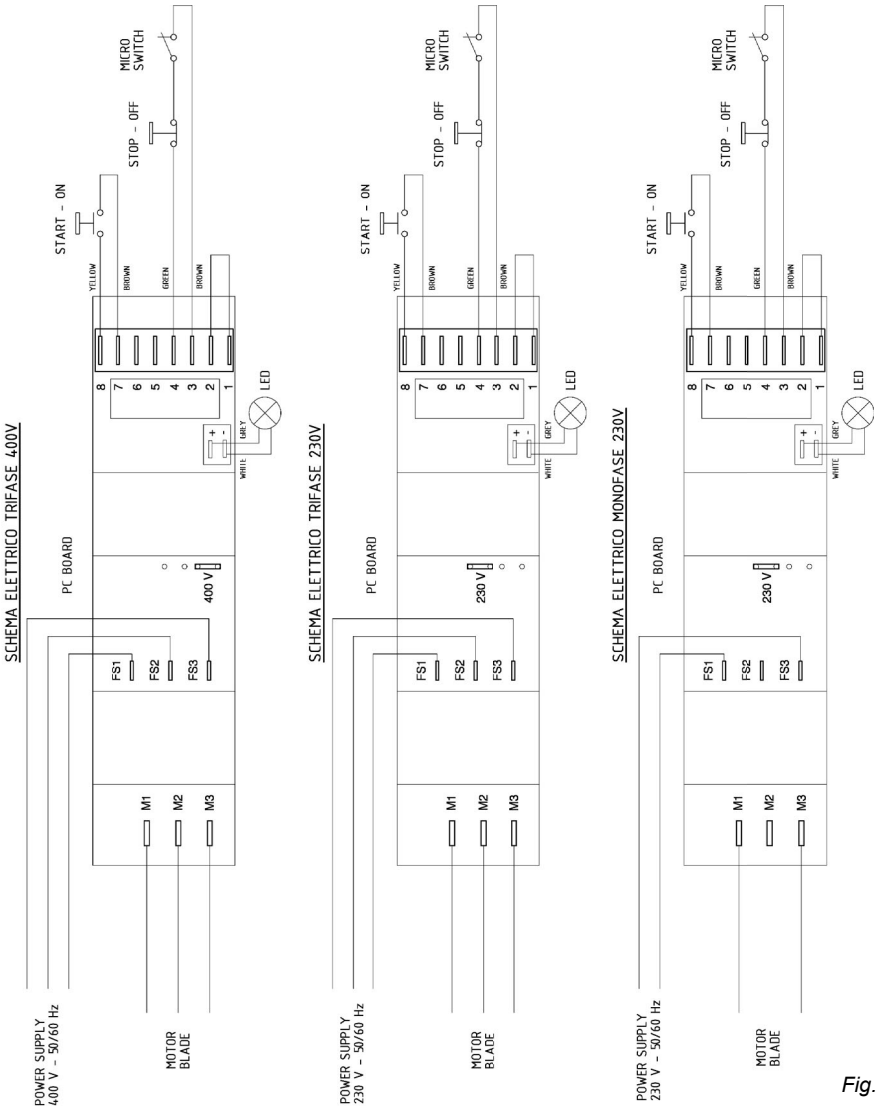 SCHEMA ELETTRICO TRIFASE 400V
POWER SUPPLY
400 V - 50/60 Hz
MOTOR
BLADE
M1
M2
M3
FS1
FS2
FS3
PC BOARD
400 V
+
-
WHITE
GREY
LED
8
7
6
5
4
3
2
1
YELLOW
BROWN
GREEN
BROWN
START - ON
STOP - OFF
MICRO
SWITCH
SCHEMA ELETTRICO TRIFASE 230V
POWER SUPPLY
230 V - 50/60 Hz
MOTOR
BLADE
M1
M2
M3
FS1
FS2
FS3
PC BOARD
230 V
+
-
WHITE
GREY
LED
8
7
6
5
4
3
2
1
YELLOW
BROWN
GREEN
BROWN
START - ON
STOP - OFF
MICRO
SWITCH
SCHEMA ELETTRICO MONOFASE 230V
POWER SUPPLY
230 V - 50/60 Hz
MOTOR
BLADE
M1
M2
M3
FS1
FS2
FS3
PC BOARD
230 V
+
-
WHITE
GREY
LED
8
7
6
5
4
3
2
1
YELLOW
BROWN
GREEN
BROWN
START - ON
STOP - OFF
MICRO
SWITCH
Fig.